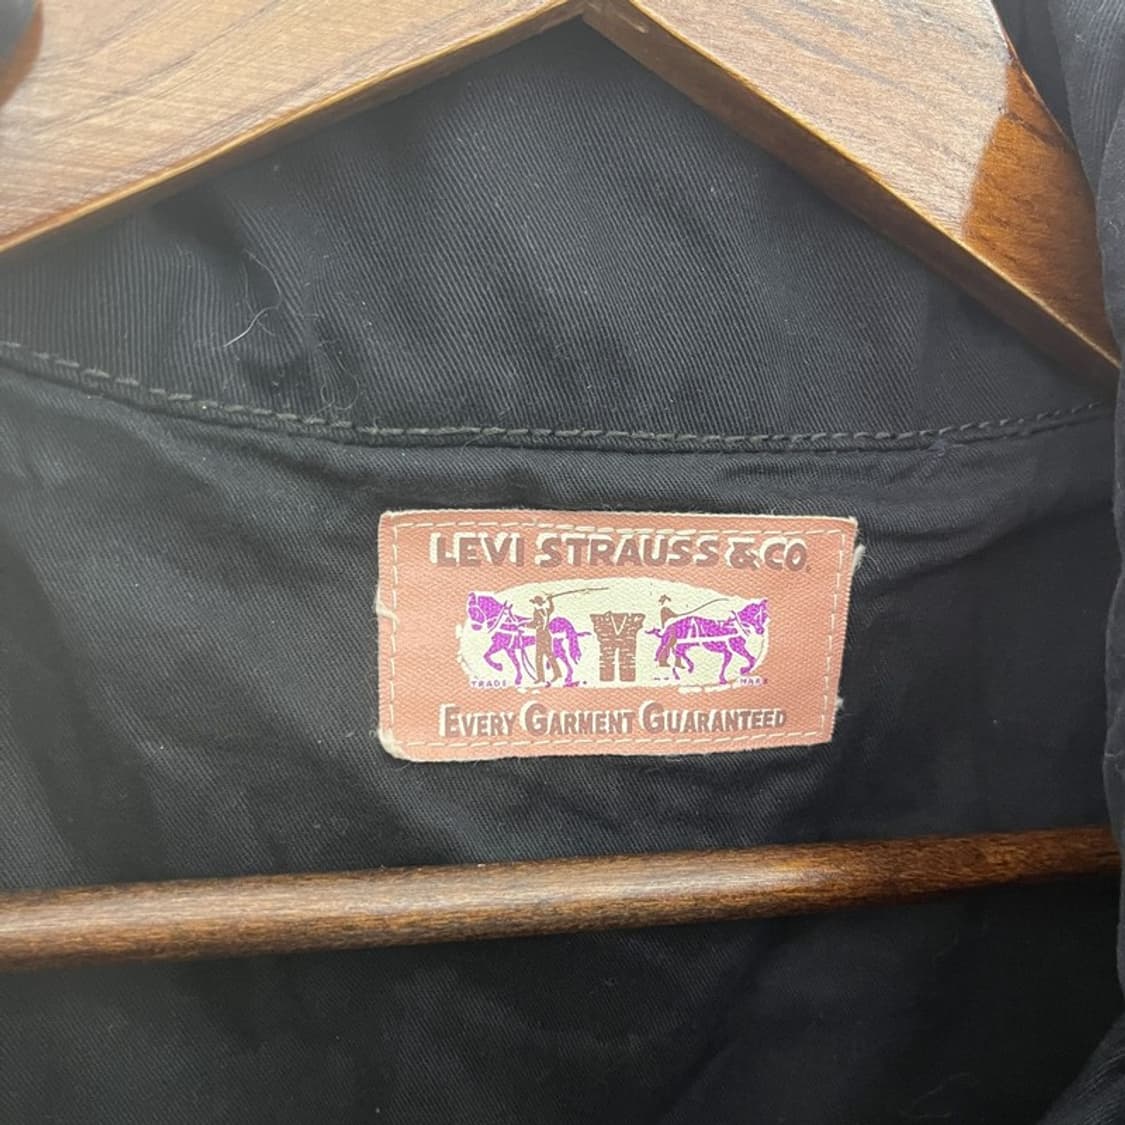 LEVI STRAUSS & CO.
TRADE MARK
EVERY GARMENT GUARANTEED